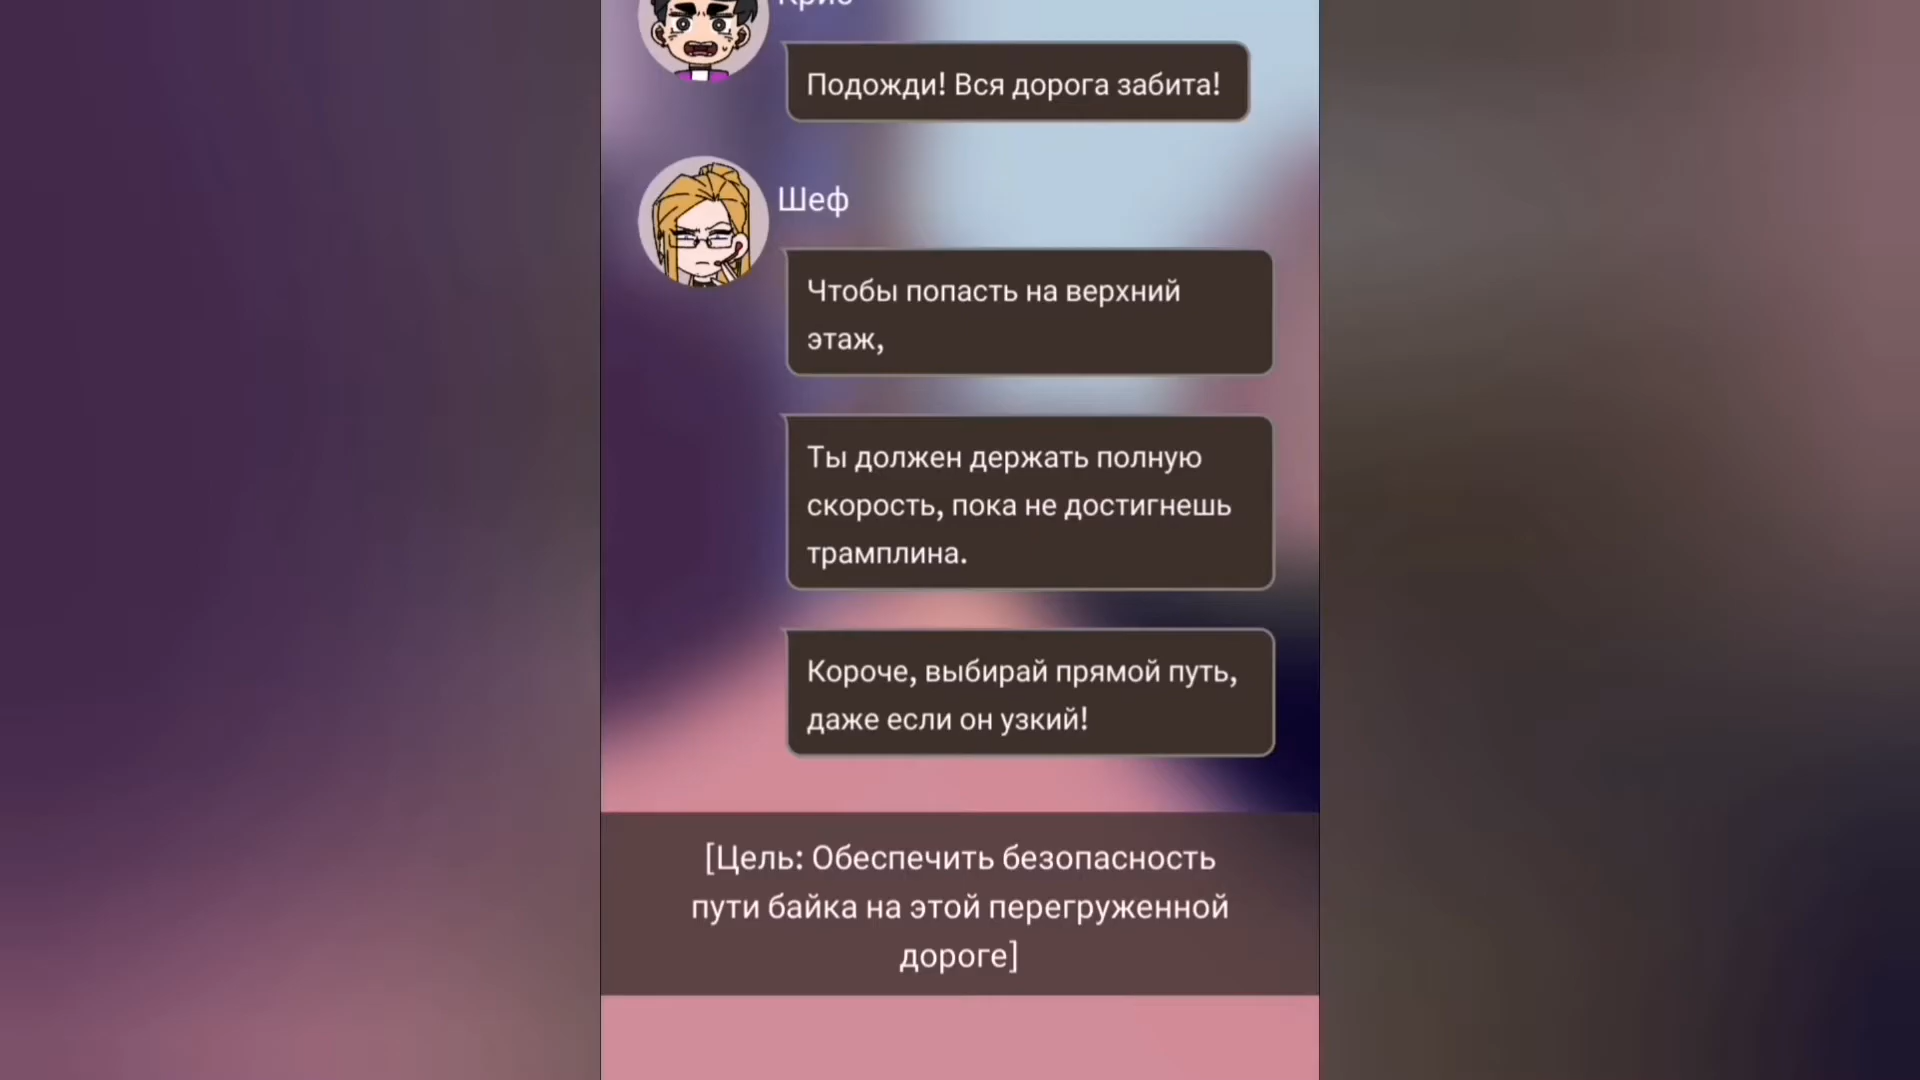 Крис
Подожди! Вся дорога забита!
Шеф
Чтобы попасть на верхний
этаж,
Ты должен держать полную
скорость, пока не достигнешь
трамплина.
Короче, выбирай прямой путь,
даже если он узкий!
[Цель: Обеспечить безопасность
пути байка на этой перегруженной
дороге]